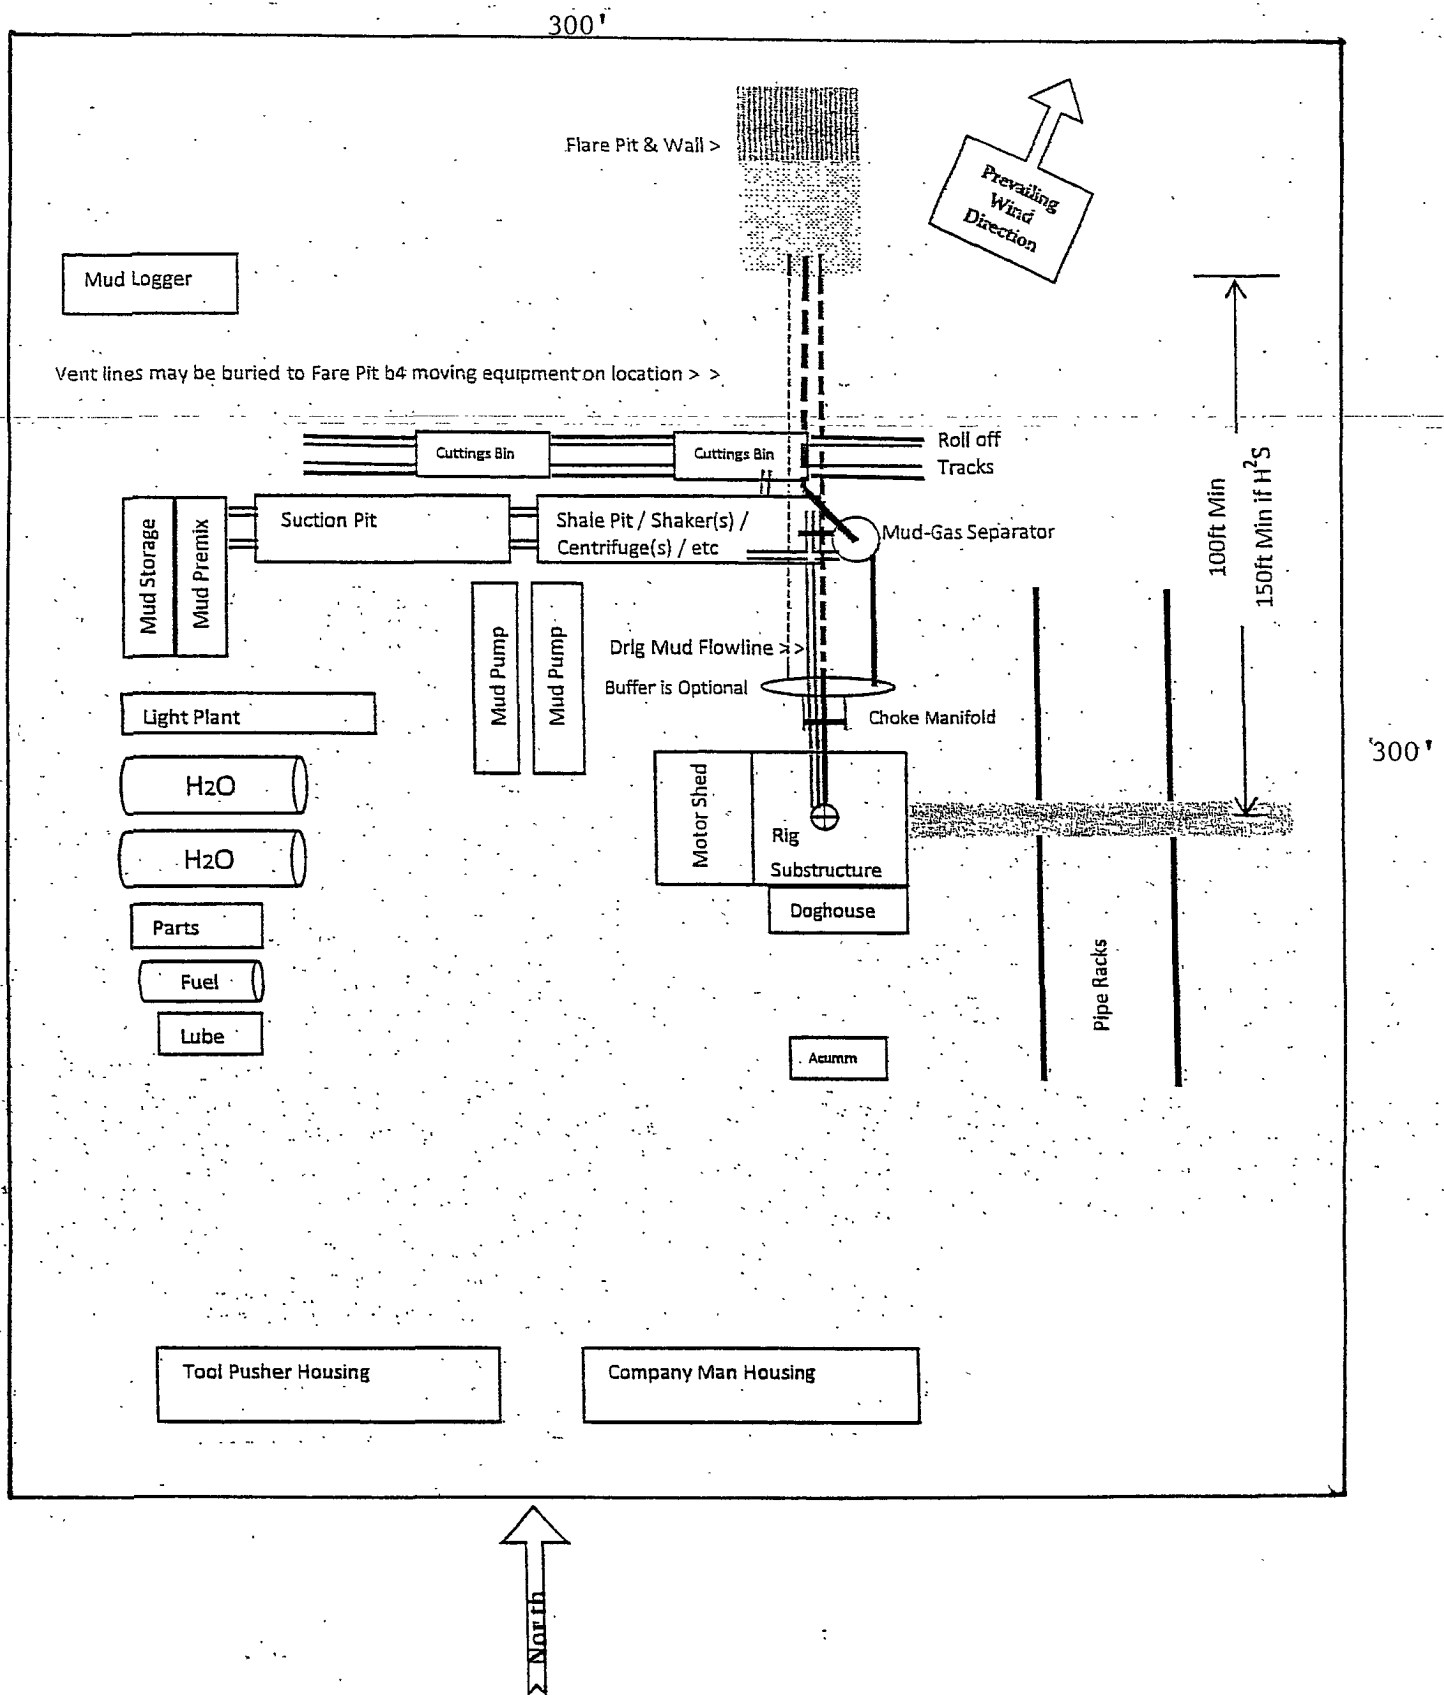 300'
Flare Pit & Wall >
Prevailing
Wind
Direction
Mud Logger
Vent lines may be buried to Fare Pit b4 moving equipment on location > >
Cuttings Bin
Cuttings Bin
Roll off
Tracks
100ft Min
150ft Min if H²S
Mud Storage
Mud Premix
Suction Pit
Shale Pit / Shaker(s) /
Centrifuge(s) / etc
Mud-Gas Separator
Mud Pump
Mud Pump
Drlg Mud Flowline >>
Buffer is Optional
Light Plant
Choke Manifold
300'
H2O
Motor Shed
Rig
Substructure
H2O
Doghouse
Parts
Fuel
Pipe Racks
Lube
Acumm
Tool Pusher Housing
Company Man Housing
North